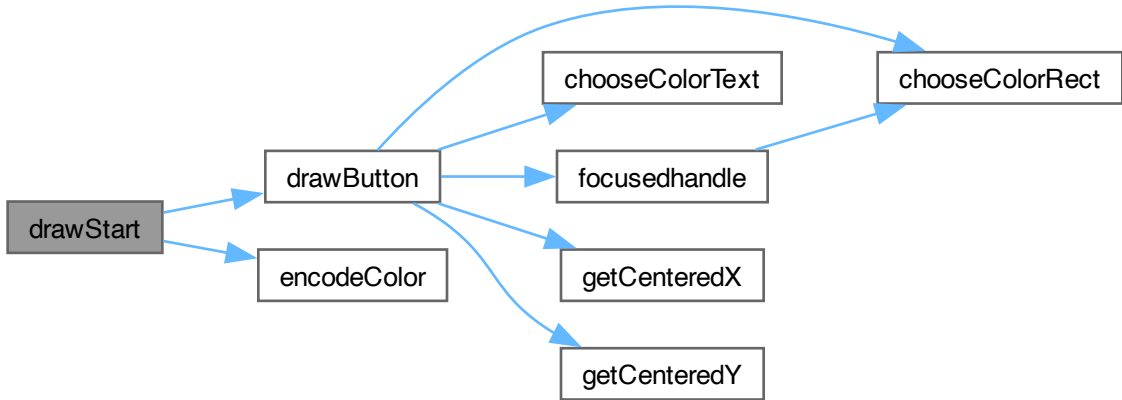 drawStart
drawButton
encodeColor
chooseColorText
focusedhandle
getCenteredX
getCenteredY
chooseColorRect